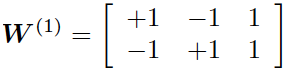 W(1) = [ +1 −1 1
−1 +1 1 ]